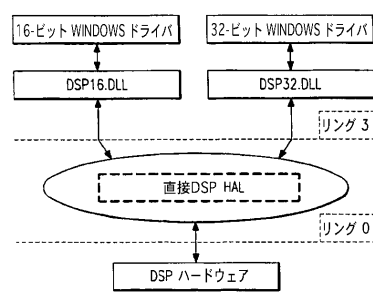 16-ビット WINDOWS ドライバ
32-ビット WINDOWS ドライバ
DSP16.DLL
DSP32.DLL
リング 3
直接DSP HAL
リング 0
DSP ハードウェア